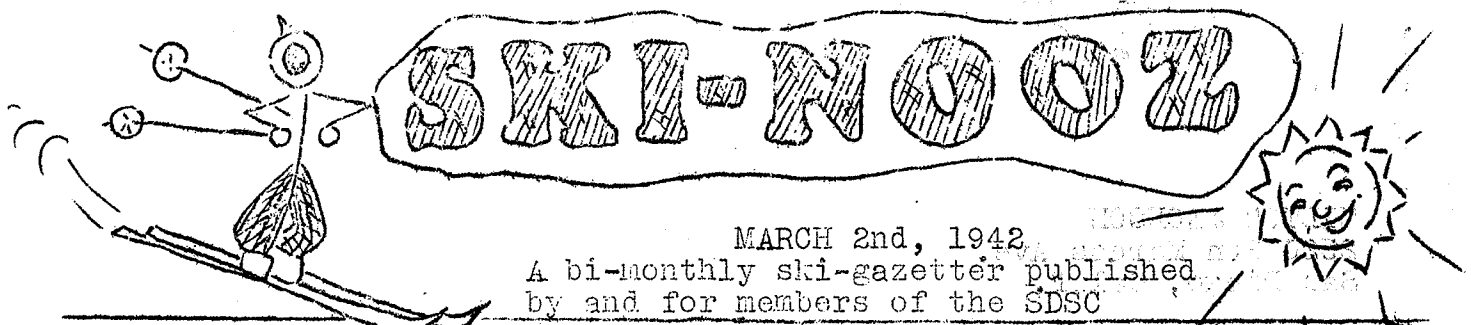 SKI-NOOZ
MARCH 2nd, 1942
A bi-monthly ski-gazetter published
by and for members of the SDSC